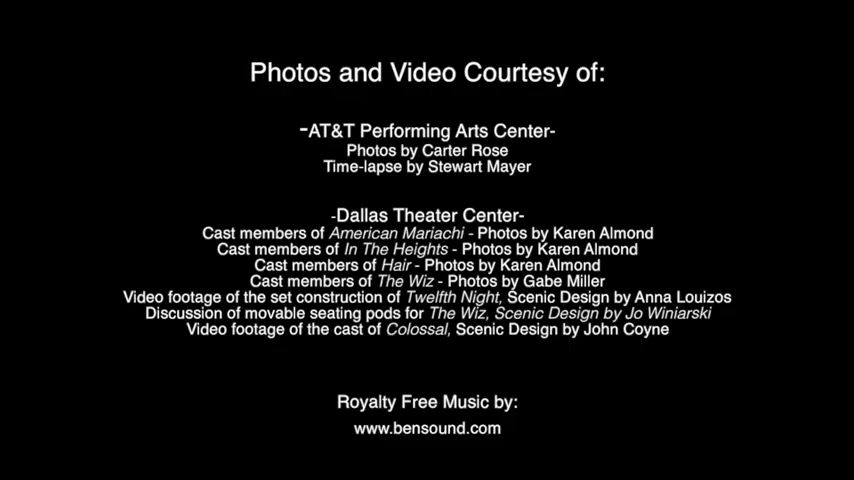 Photos and Video Courtesy of:
-AT&T Performing Arts Center-
Photos by Carter Rose
Time-lapse by Stewart Mayer
-Dallas Theater Center-
Cast members of American Mariachi - Photos by Karen Almond
Cast members of In The Heights - Photos by Karen Almond
Cast members of Hair - Photos by Karen Almond
Cast members of The Wiz - Photos by Gabe Miller
Video footage of the set construction of Twelfth Night, Scenic Design by Anna Louizos
Discussion of movable seating pods for The Wiz, Scenic Design by Jo Winiarski
Video footage of the cast of Colossal, Scenic Design by John Coyne
Royalty Free Music by:
www.bensound.com